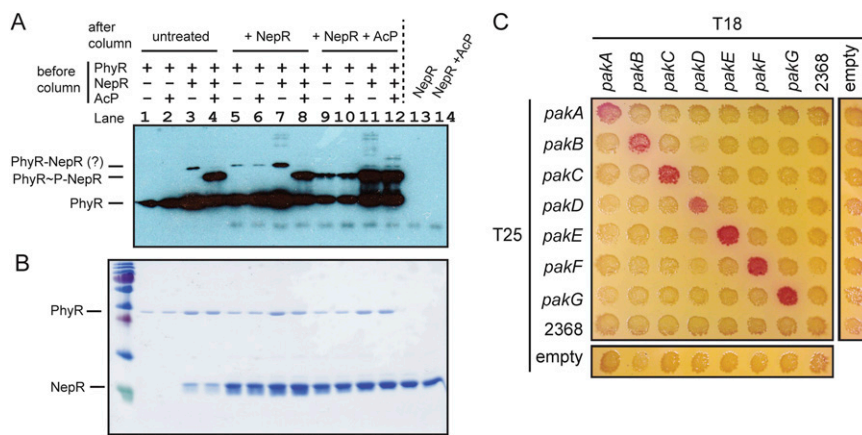 A
after column
untreated
+ NepR
+ NepR + AcP
before column
PhyR + + + + + + + + + + + +
NepR − − + + − − + + − − + +
AcP − + − + − + − + − + − +
NepR
NepR +AcP
Lane 1 2 3 4 5 6 7 8 9 10 11 12 13 14
PhyR-NepR (?)
PhyR~P-NepR
PhyR
B
PhyR
NepR
C
T18
pakA pakB pakC pakD pakE pakF pakG 2368 empty
T25
pakA
pakB
pakC
pakD
pakE
pakF
pakG
2368
empty